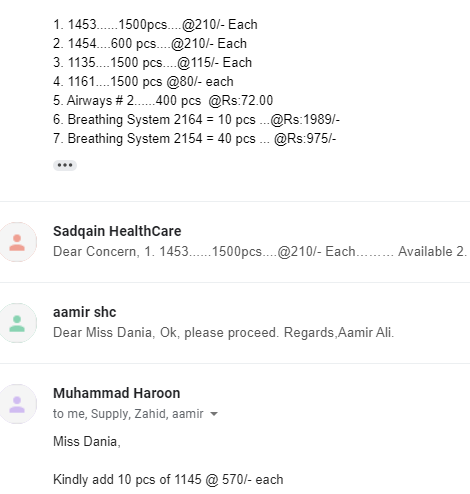 1. 1453......1500pcs....@210/- Each
2. 1454....600 pcs....@210/- Each
3. 1135....1500 pcs....@115/- Each
4. 1161....1500 pcs @80/- each
5. Airways # 2......400 pcs  @Rs:72.00
6. Breathing System 2164 = 10 pcs ...@Rs:1989/-
7. Breathing System 2154 = 40 pcs ... @Rs:975/-
Sadqain HealthCare
Dear Concern, 1. 1453......1500pcs....@210/- Each……… Available 2.
aamir shc
Dear Miss Dania, Ok, please proceed. Regards,Aamir Ali.
Muhammad Haroon
to me, Supply, Zahid, aamir
Miss Dania,
Kindly add 10 pcs of 1145 @ 570/- each